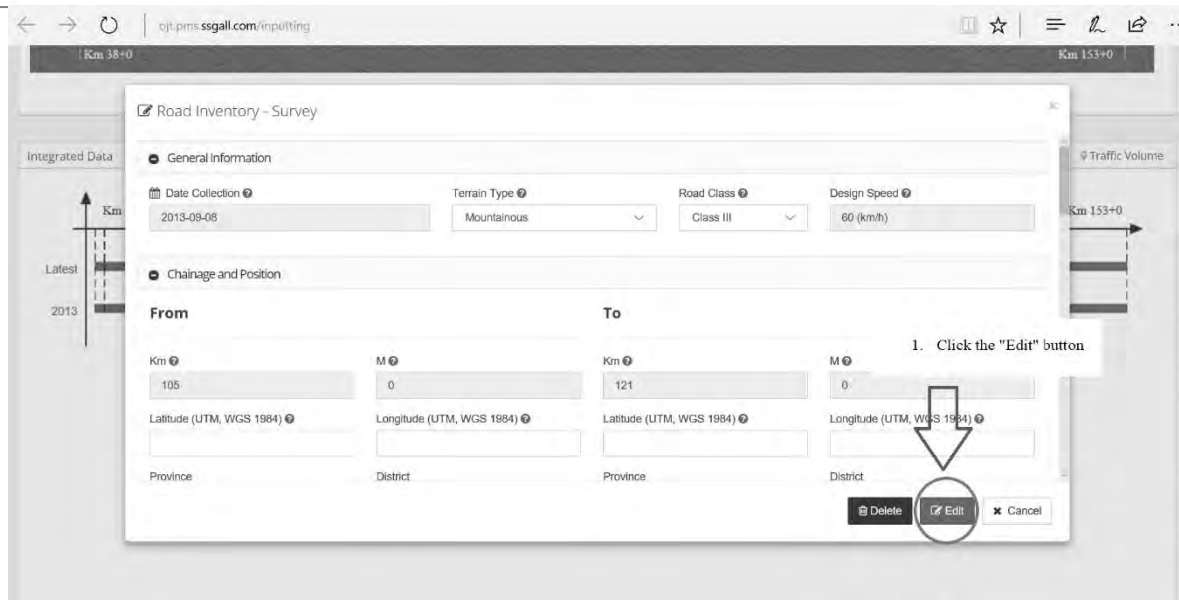 ojt.pms.ssgall.com/inputting
Km 38+0 Km 153+0
Road Inventory - Survey
Integrated Data General Information Traffic Volume
Date Collection Terrain Type Road Class Design Speed
2013-09-08 Mountainous Class III 60 (km/h)
Km Km 153+0
Latest Chainage and Position
2013 From To
1. Click the "Edit" button
Km M Km M
105 0 121 0
Latitude (UTM, WGS 1984) Longitude (UTM, WGS 1984) Latitude (UTM, WGS 1984) Longitude (UTM, WGS 1984)
Province District Province District
Delete Edit Cancel